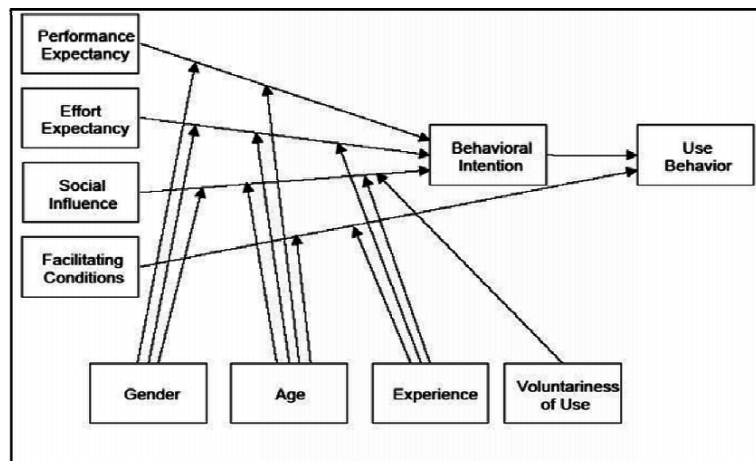 Performance
Expectancy
Effort
Expectancy
Social
Influence
Facilitating
Conditions
Behavioral
Intention
Use
Behavior
Gender
Age
Experience
Voluntariness
of Use